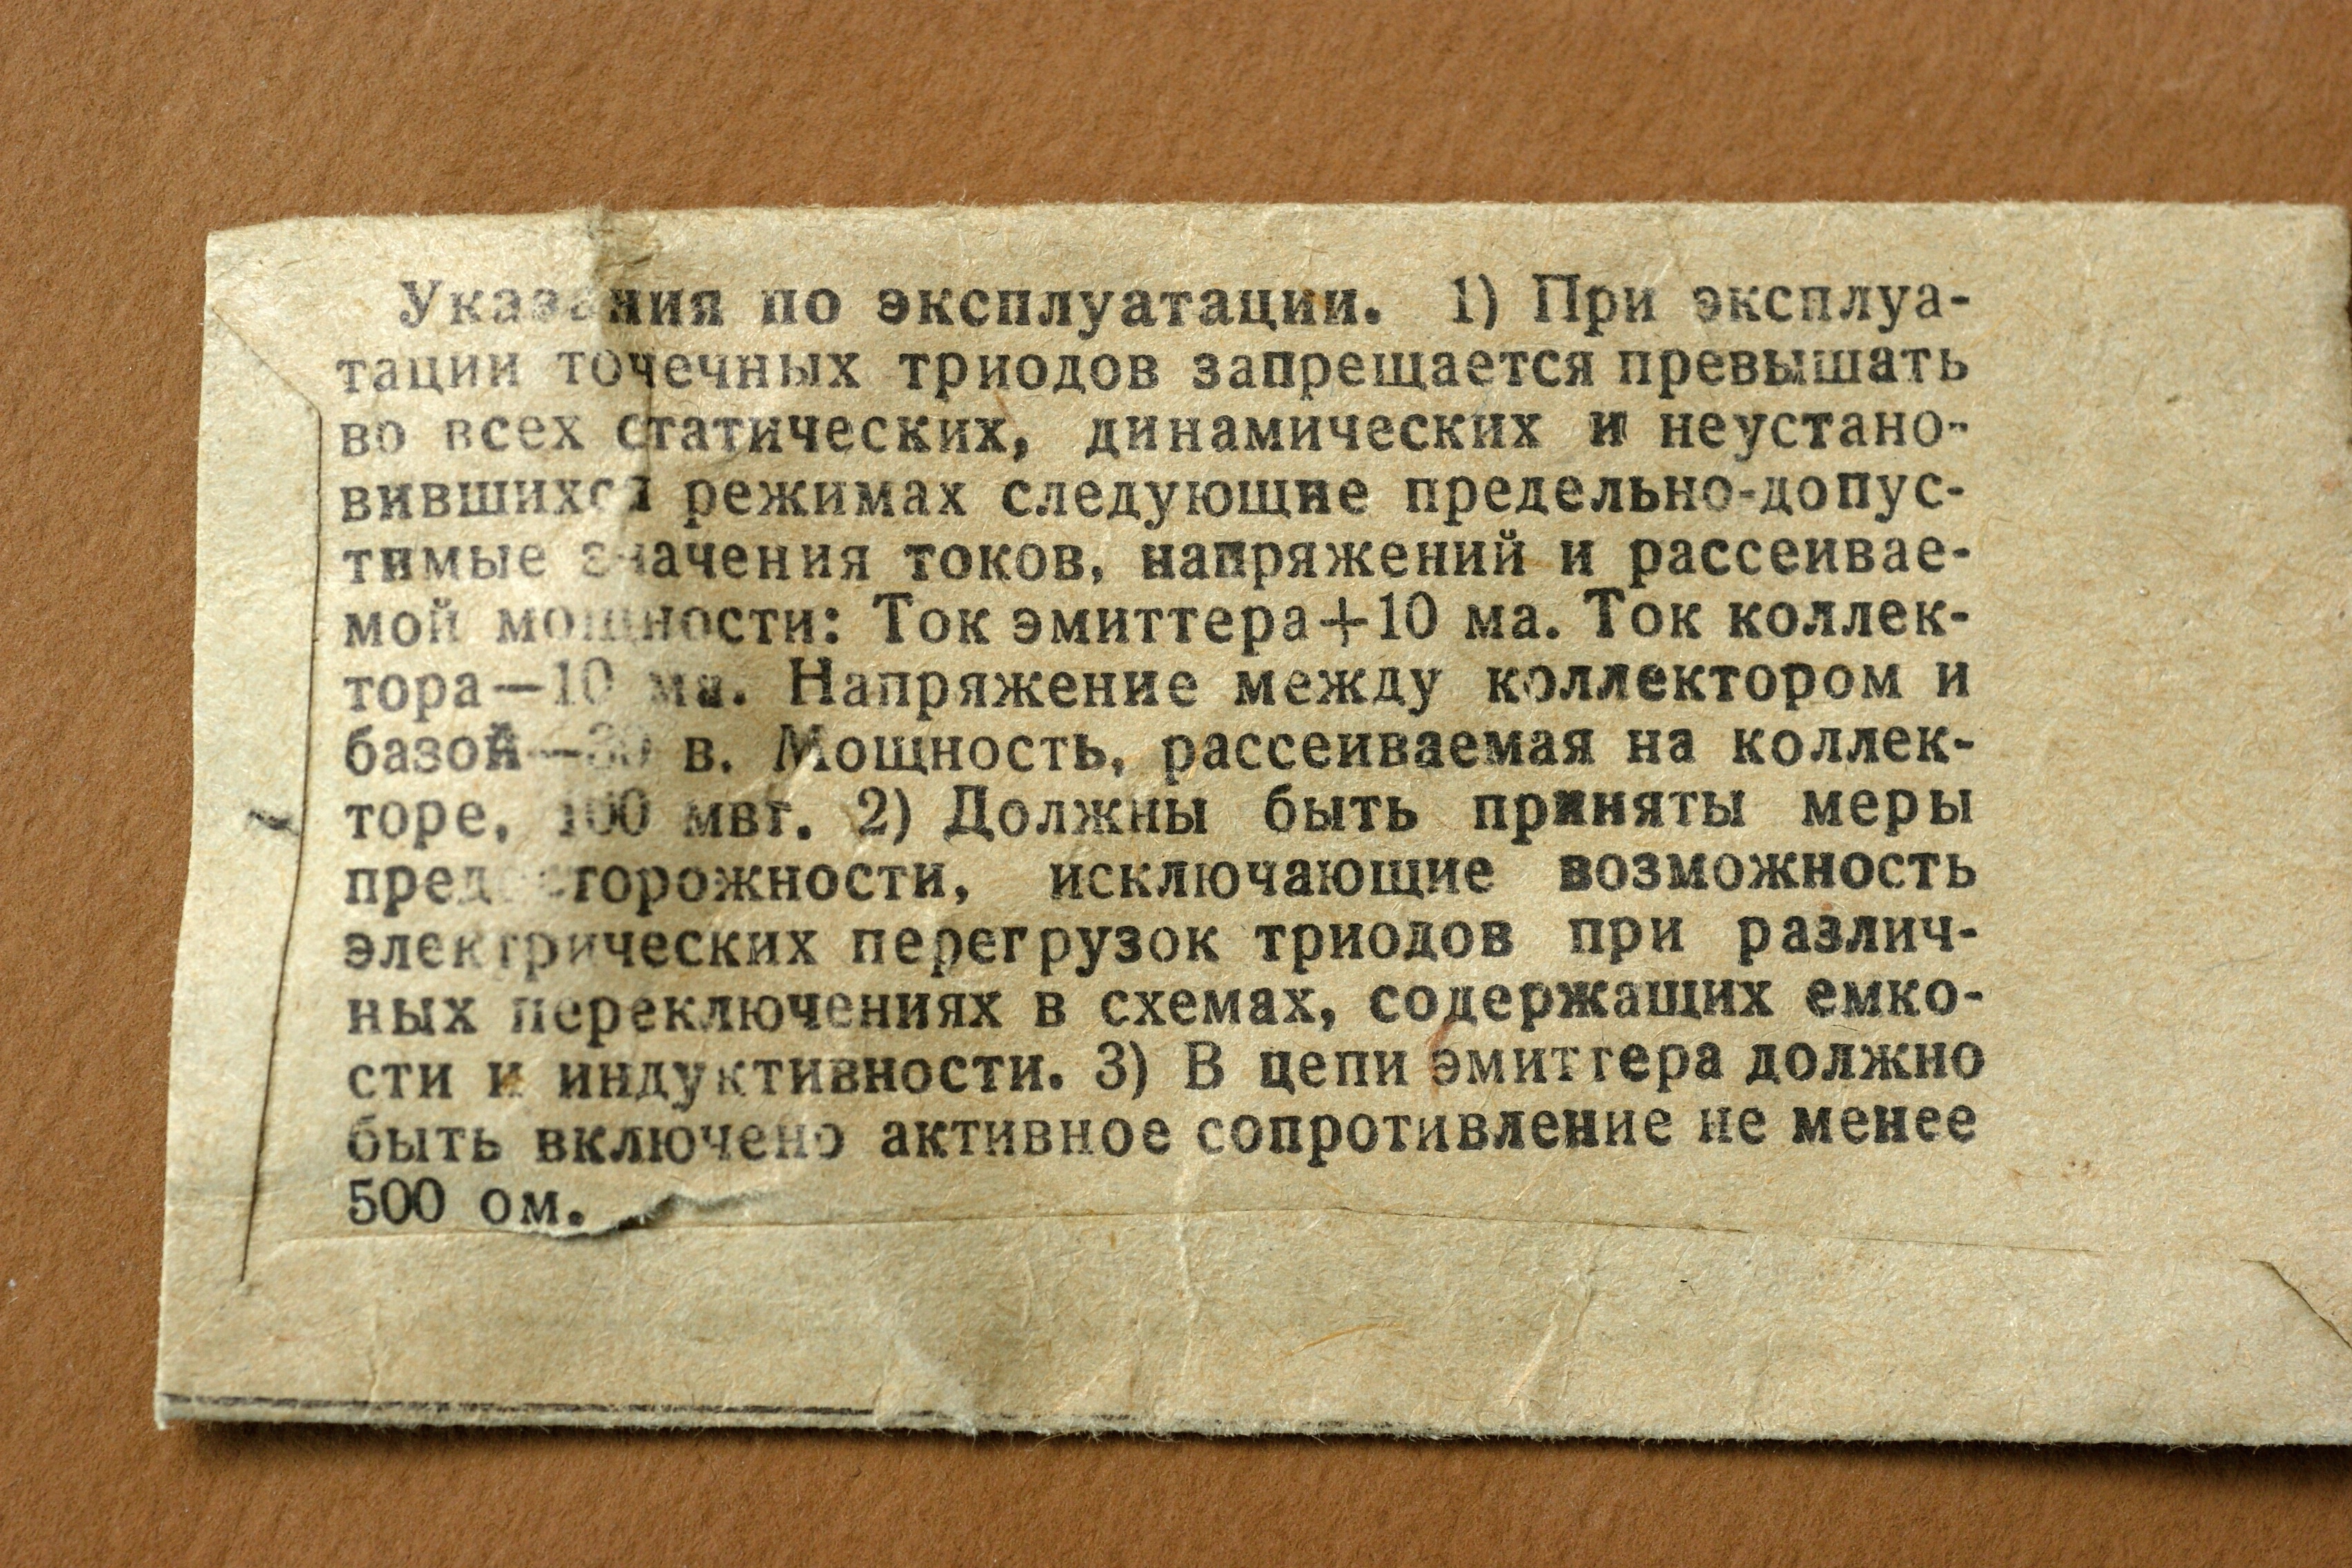 Указания по эксплуатации. 1) При эксплуа-
тации точечных триодов запрещается превышать
во всех статических, динамических и неустано-
вившихся режимах следующие предельно-допус-
тимые значения токов, напряжений и рассеивае-
мой мощности: Ток эмиттера+10 ма. Ток коллек-
тора—10 ма. Напряжение между коллектором и
базой—30 в. Мощность, рассеиваемая на коллек-
торе, 100 мвт. 2) Должны быть приняты меры
предосторожности, исключающие возможность
электрических перегрузок триодов при различ-
ных переключениях в схемах, содержащих емко-
сти и индуктивности. 3) В цепи эмиттера должно
быть включено активное сопротивление не менее
500 ом.